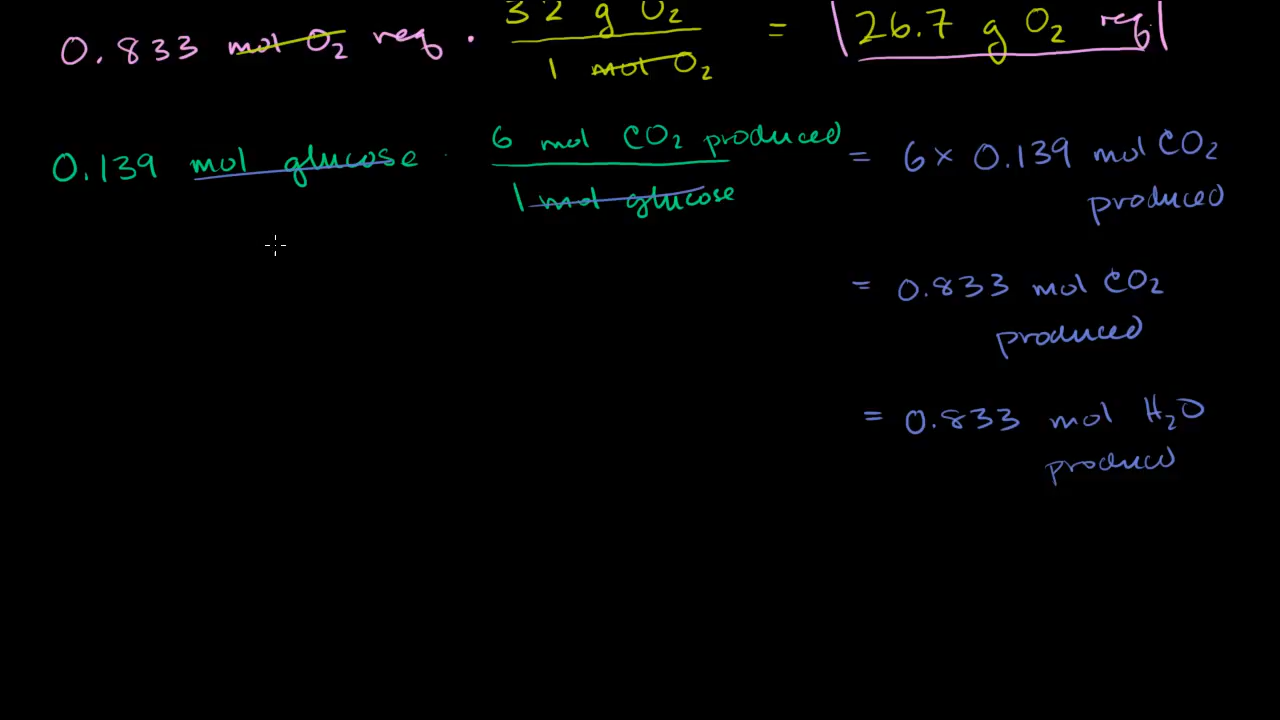 0.833 mol O₂ req · 32 g O₂ / 1 mol O₂ = 26.7 g O₂ req
0.139 mol glucose · 6 mol CO₂ produced / 1 mol glucose = 6 × 0.139 mol CO₂
produced
= 0.833 mol CO₂
produced
= 0.833 mol H₂O
produced